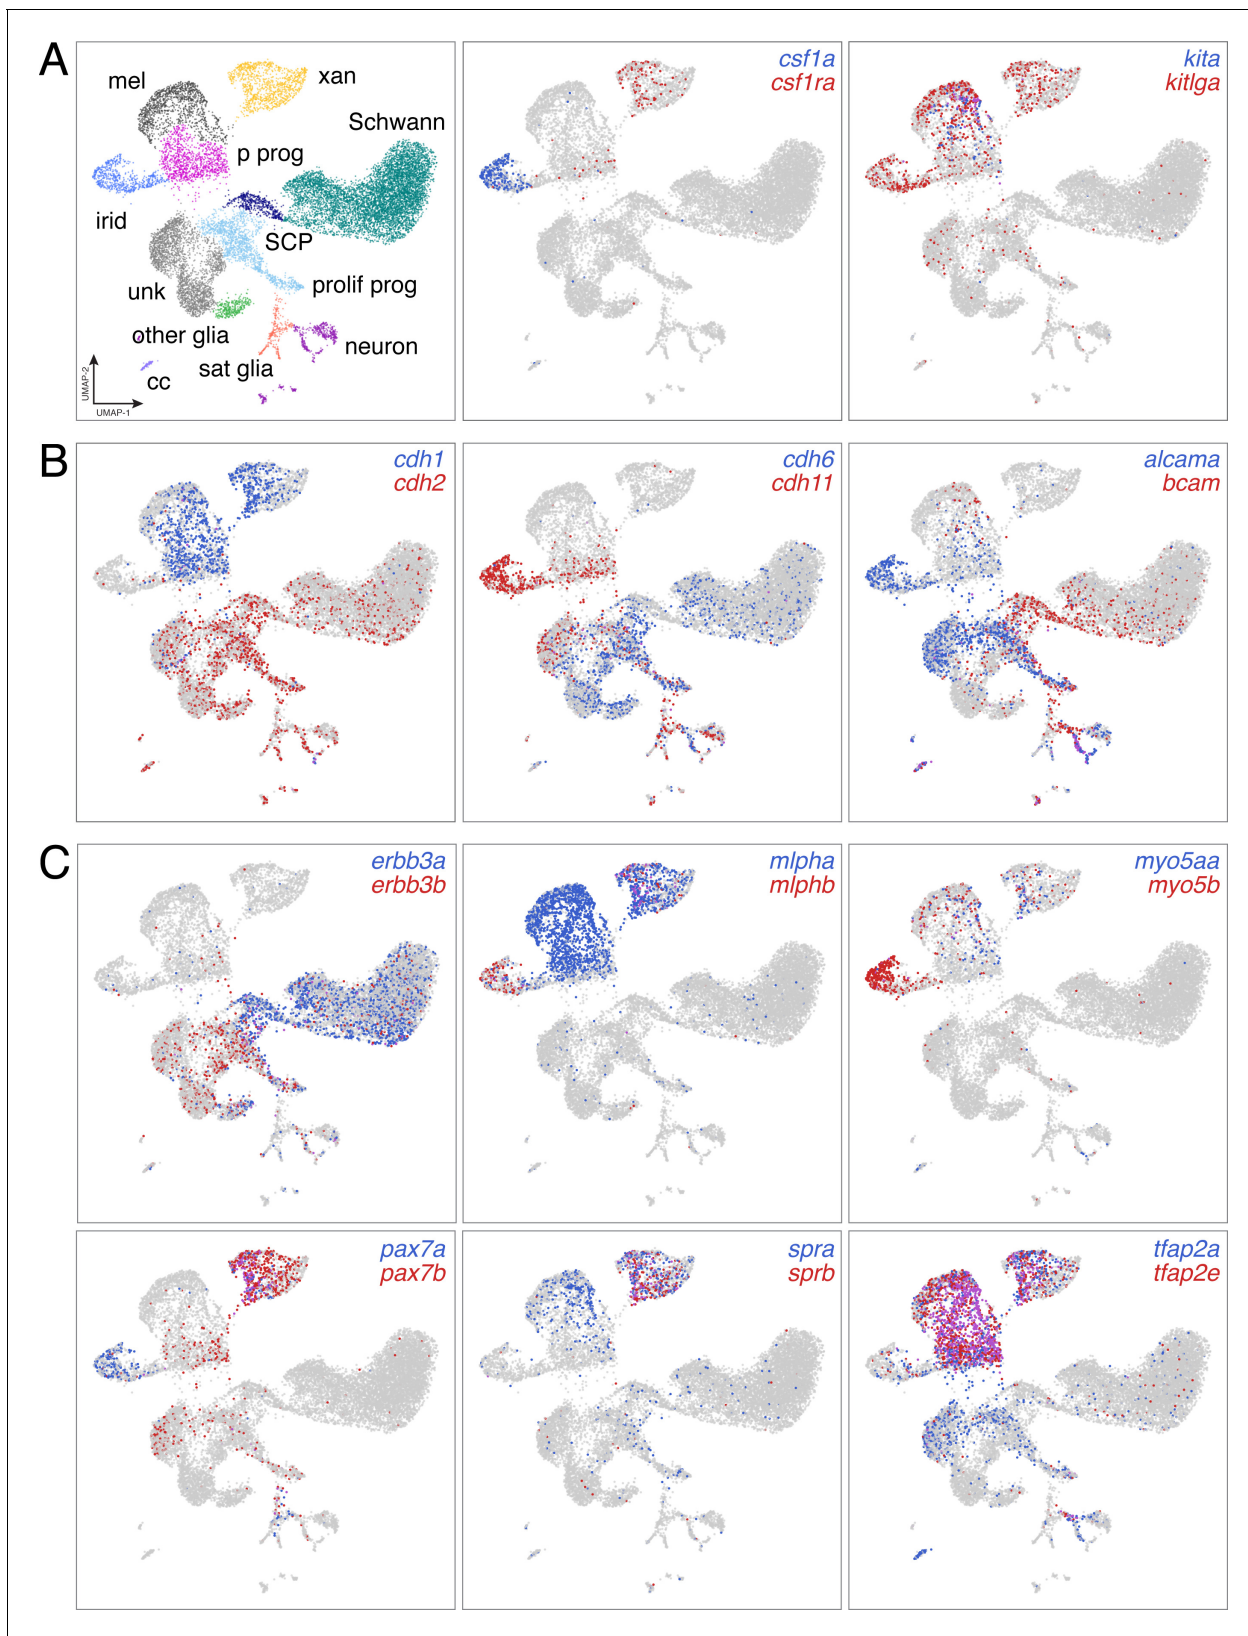 A
mel
xan
Schwann
p prog
irid
SCP
unk
prolif prog
other glia
neuron
sat glia
cc
UMAP-2
UMAP-1
csf1a
csf1ra
kita
kitlga
B
cdh1
cdh2
cdh6
cdh11
alcama
bcam
C
erbb3a
erbb3b
mlpha
mlphb
myo5aa
myo5b
pax7a
pax7b
spra
sprb
tfap2a
tfap2e